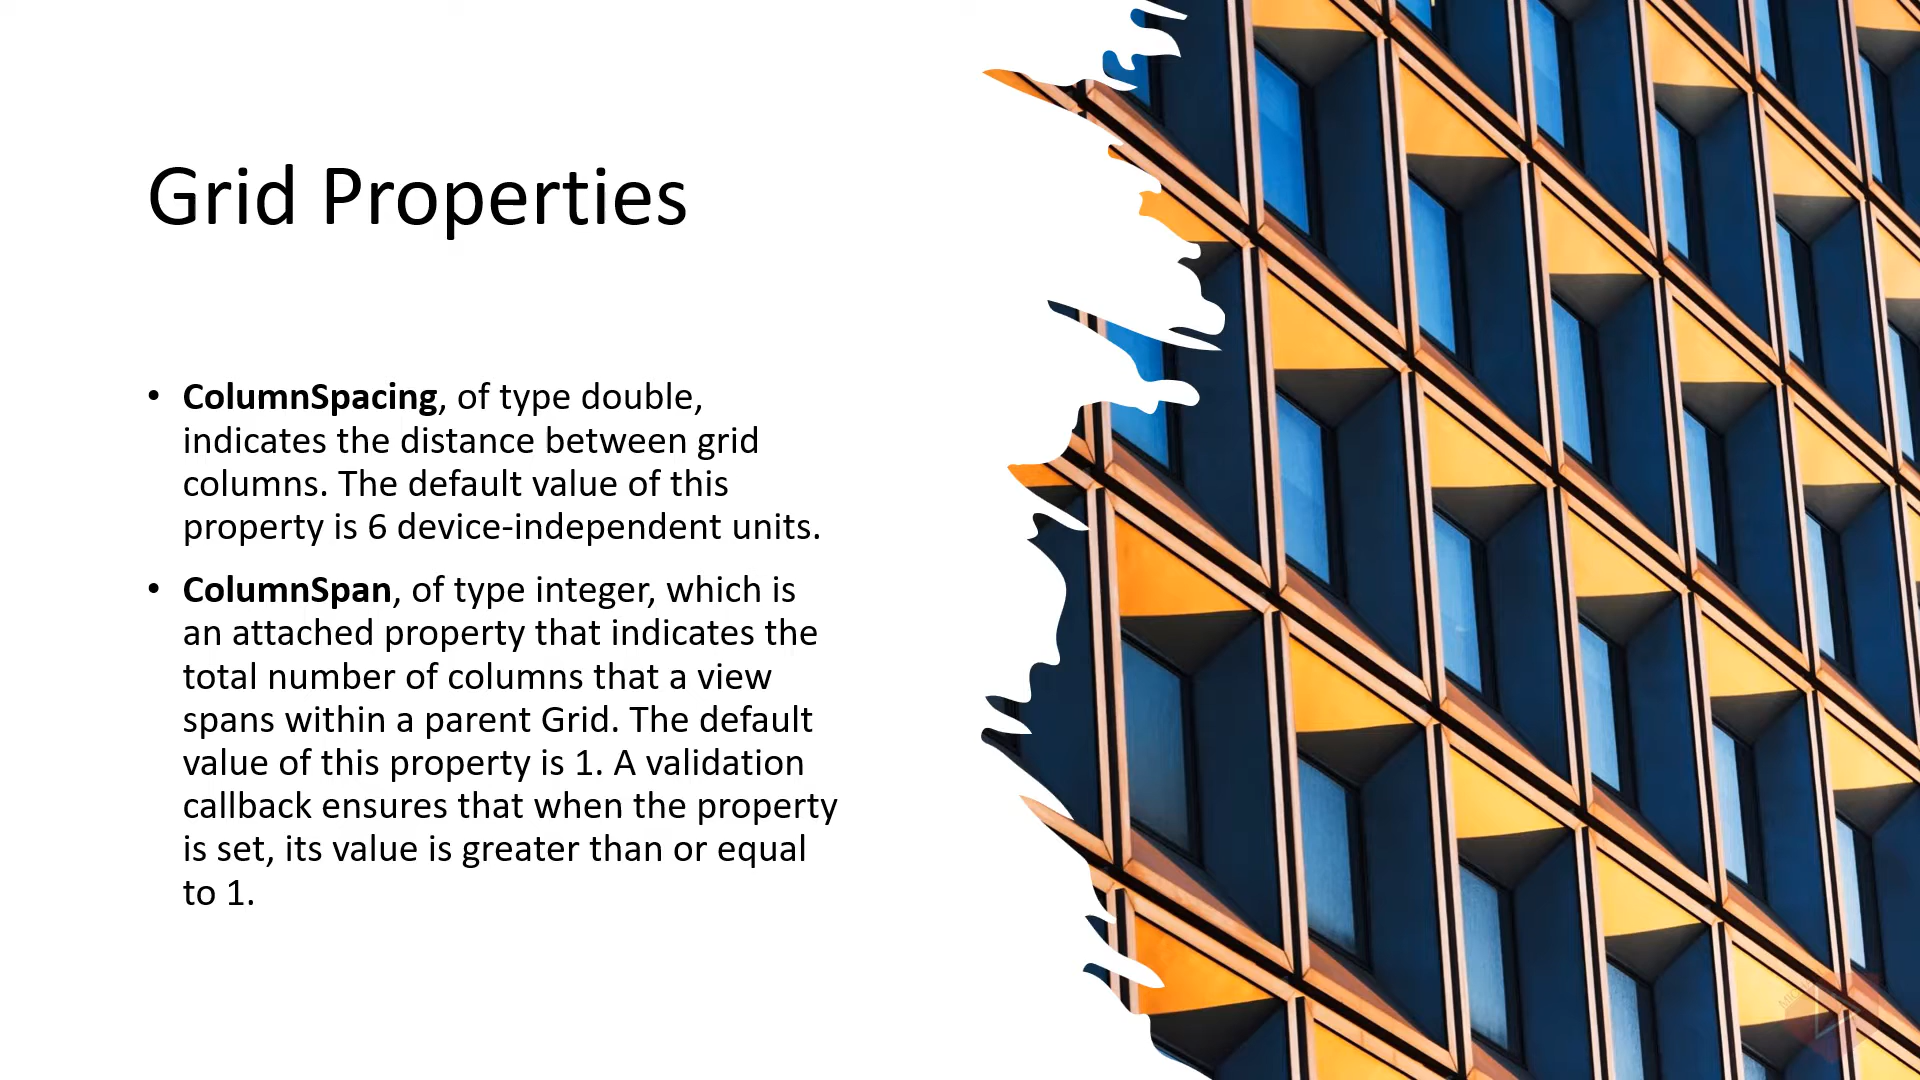 Grid Properties
• ColumnSpacing, of type double,
indicates the distance between grid
columns. The default value of this
property is 6 device-independent units.
• ColumnSpan, of type integer, which is
an attached property that indicates the
total number of columns that a view
spans within a parent Grid. The default
value of this property is 1. A validation
callback ensures that when the property
is set, its value is greater than or equal
to 1.